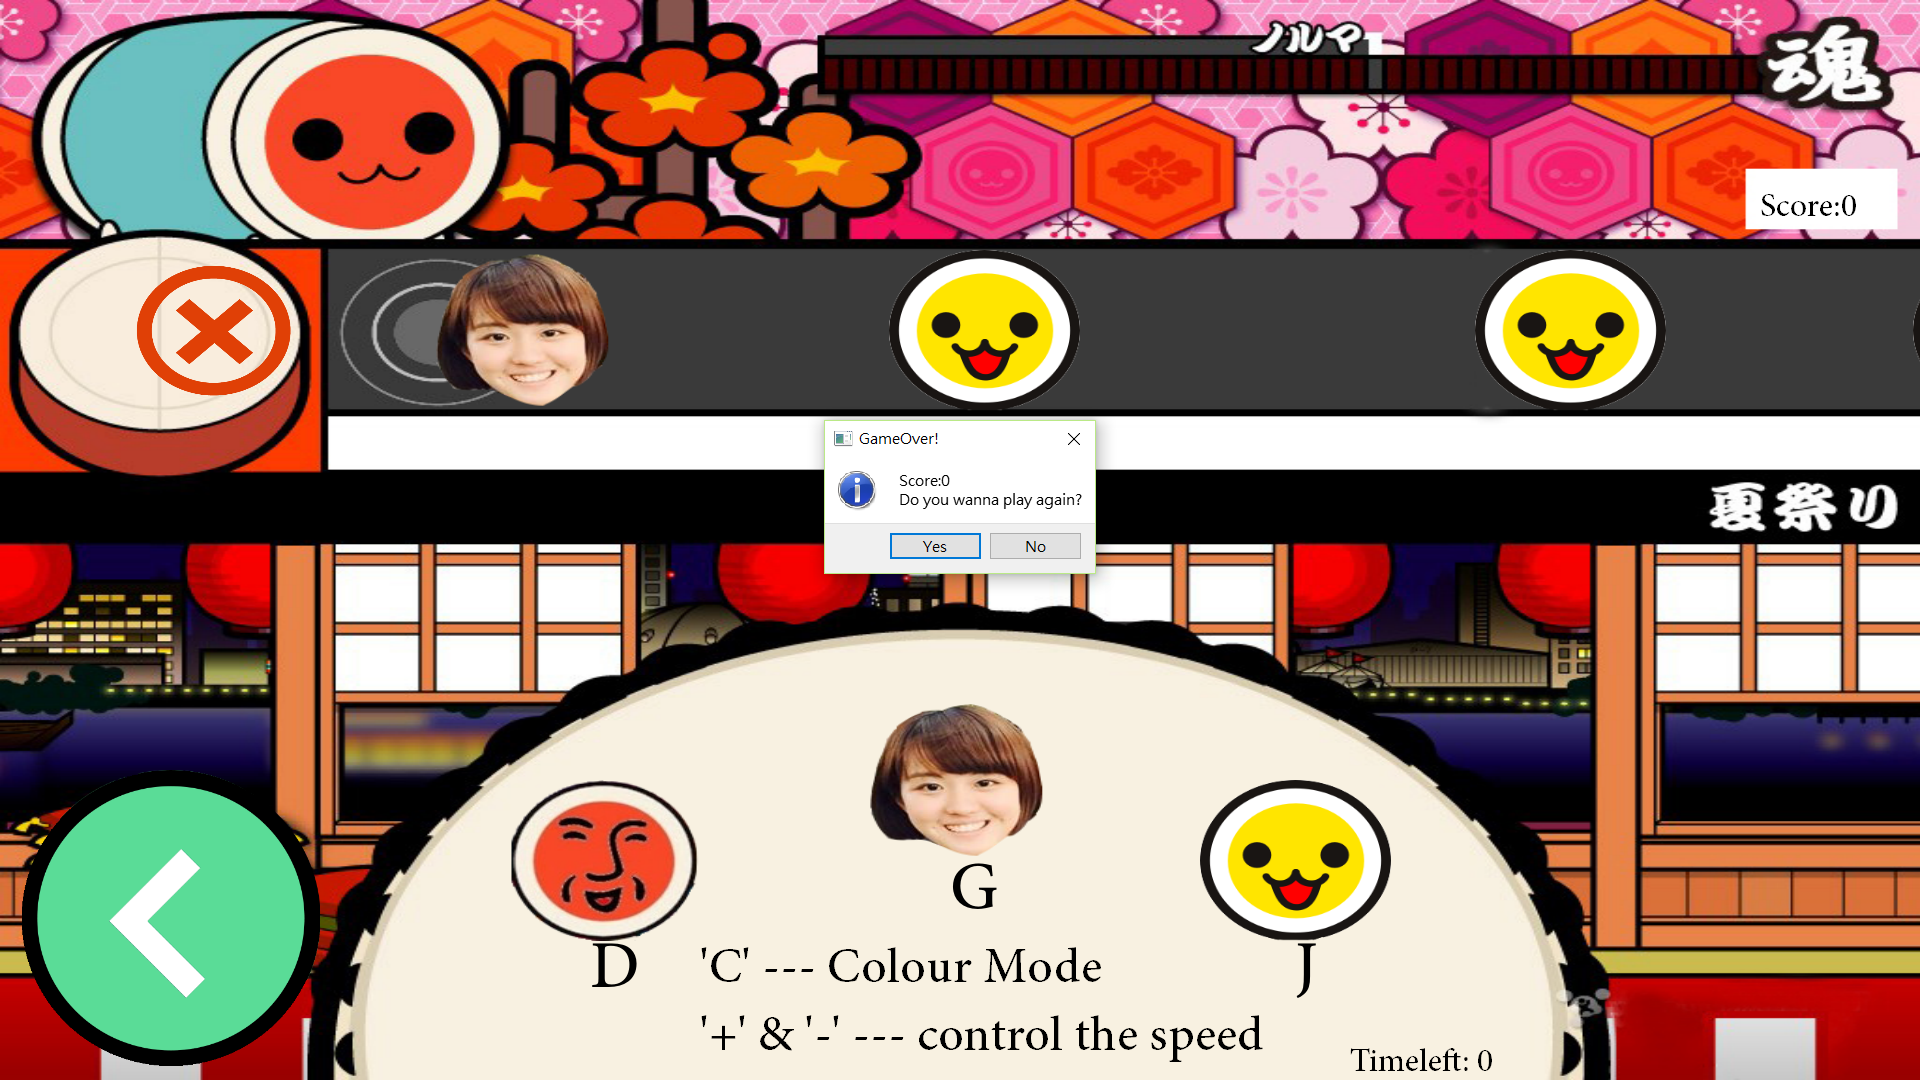 ノルマ
魂
Score:0
GameOver!
Score:0
Do you wanna play again?
Yes
No
夏祭り
G
D
J
'C' --- Colour Mode
'+' & '-' --- control the speed
Timeleft: 0